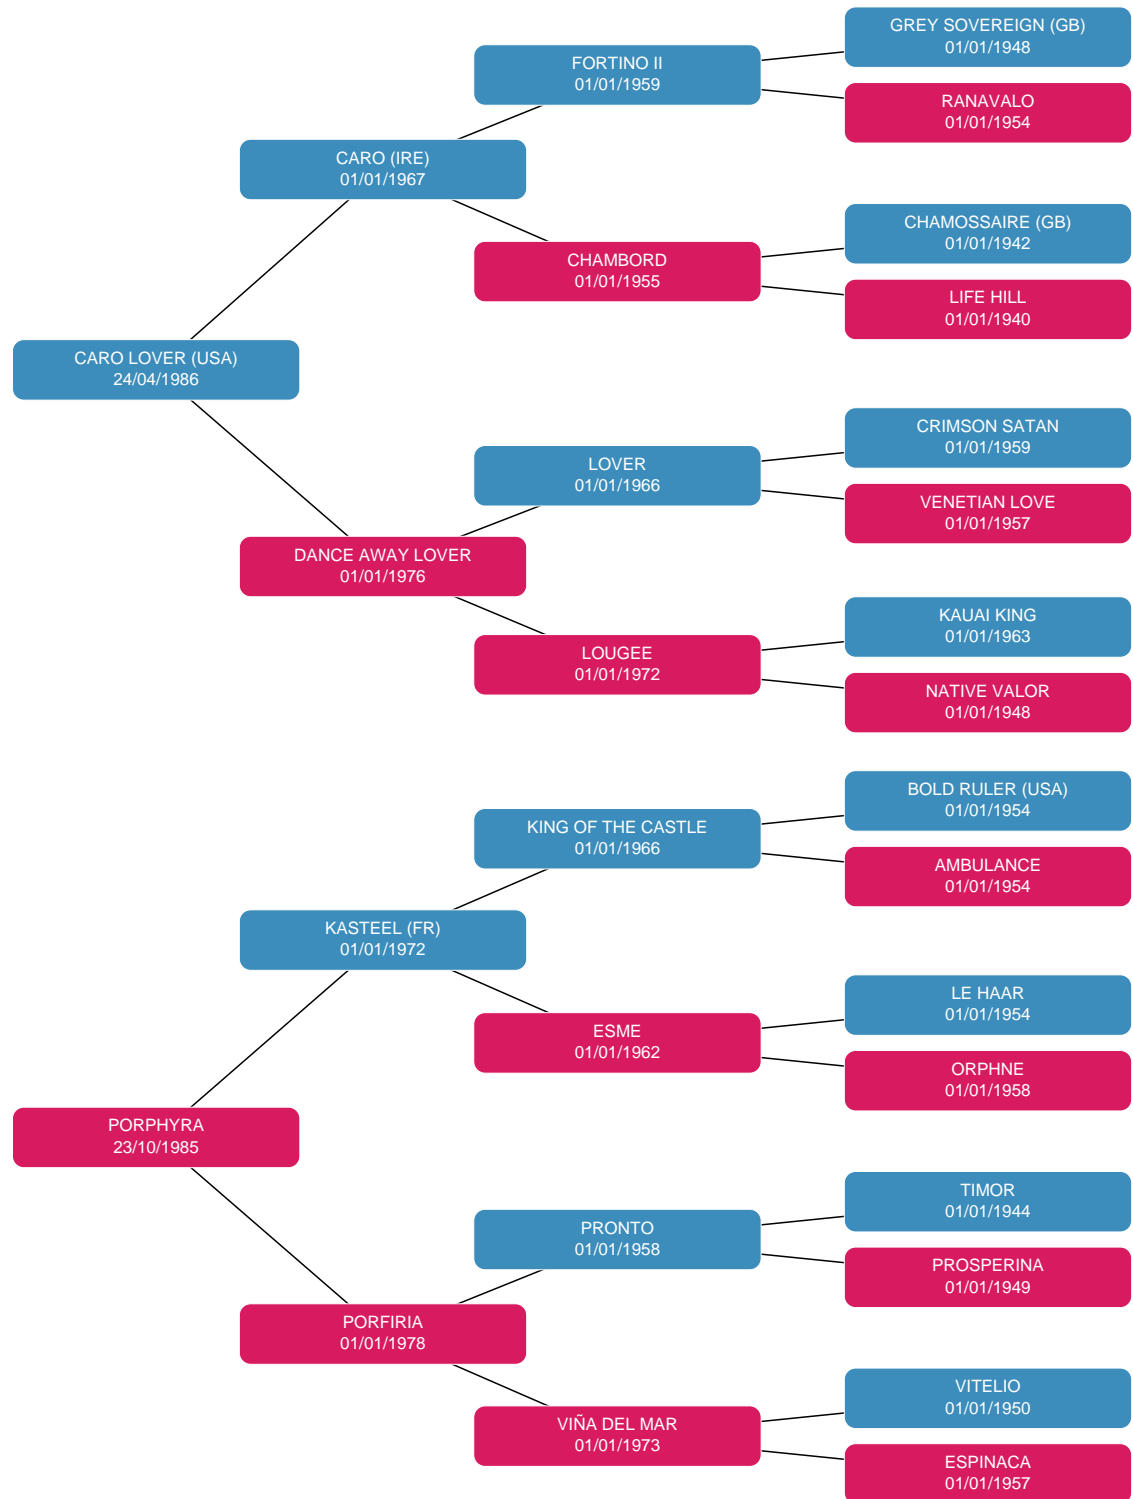 GREY SOVEREIGN (GB)
01/01/1948
FORTINO II
01/01/1959
RANAVALO
01/01/1954
CARO (IRE)
01/01/1967
CHAMOSSAIRE (GB)
01/01/1942
CHAMBORD
01/01/1955
LIFE HILL
01/01/1940
CARO LOVER (USA)
24/04/1986
CRIMSON SATAN
01/01/1959
LOVER
01/01/1966
VENETIAN LOVE
01/01/1957
DANCE AWAY LOVER
01/01/1976
KAUAI KING
01/01/1963
LOUGEE
01/01/1972
NATIVE VALOR
01/01/1948
BOLD RULER (USA)
01/01/1954
KING OF THE CASTLE
01/01/1966
AMBULANCE
01/01/1954
KASTEEL (FR)
01/01/1972
LE HAAR
01/01/1954
ESME
01/01/1962
ORPHNE
01/01/1958
PORPHYRA
23/10/1985
TIMOR
01/01/1944
PRONTO
01/01/1958
PROSPERINA
01/01/1949
PORFIRIA
01/01/1978
VITELIO
01/01/1950
VIÑA DEL MAR
01/01/1973
ESPINACA
01/01/1957